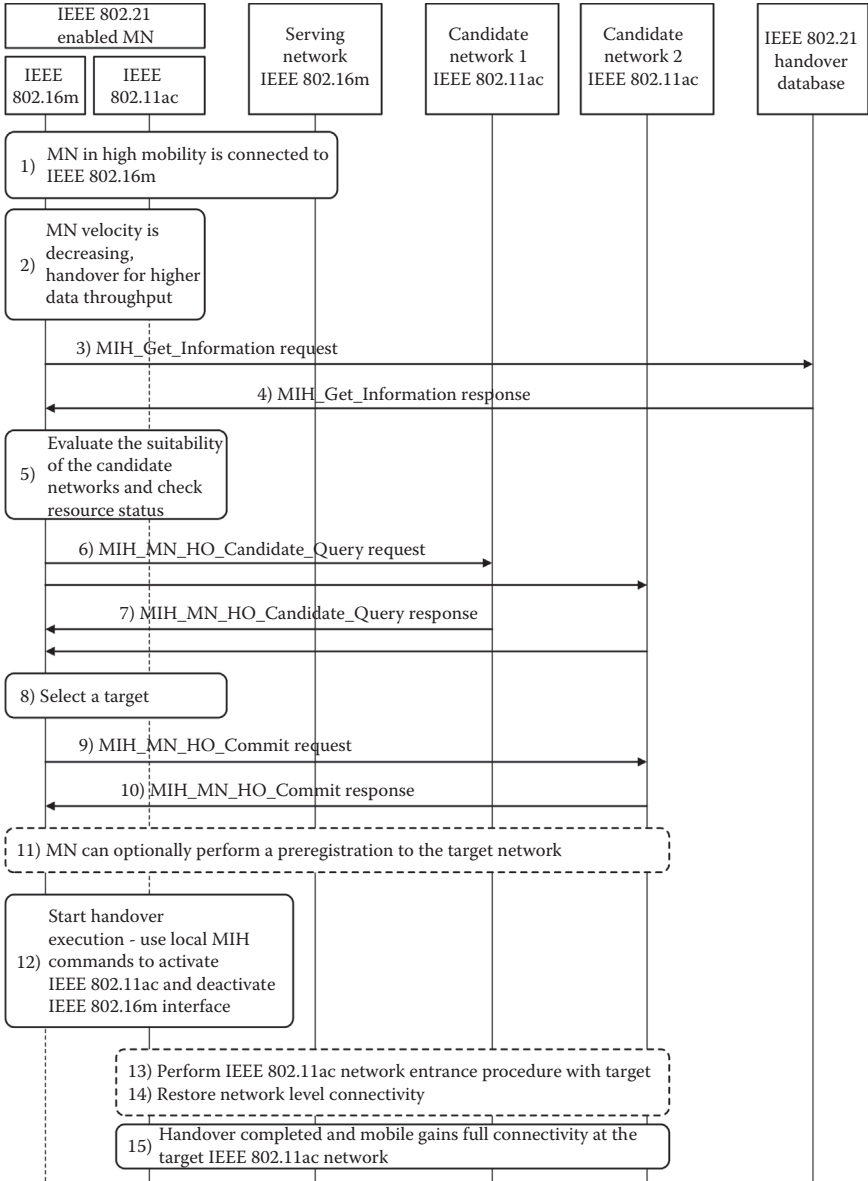 IEEE 802.21
enabled MN
IEEE
802.16m
IEEE
802.11ac
Serving
network
IEEE 802.16m
Candidate
network 1
IEEE 802.11ac
Candidate
network 2
IEEE 802.11ac
IEEE 802.21
handover
database
1) MN in high mobility is connected to
IEEE 802.16m
MN velocity is
decreasing,
2) handover for higher
data throughput
3) MIH_Get_Information request
4) MIH_Get_Information response
Evaluate the suitability
5) of the candidate
networks and check
resource status
6) MIH_MN_HO_Candidate_Query request
7) MIH_MN_HO_Candidate_Query response
8) Select a target
9) MIH_MN_HO_Commit request
10) MIH_MN_HO_Commit response
11) MN can optionally perform a preregistration to the target network
Start handover
execution - use local MIH
12) commands to activate
IEEE 802.11ac and deactivate
IEEE 802.16m interface
13) Perform IEEE 802.11ac network entrance procedure with target
14) Restore network level connectivity
15) Handover completed and mobile gains full connectivity at the
target IEEE 802.11ac network